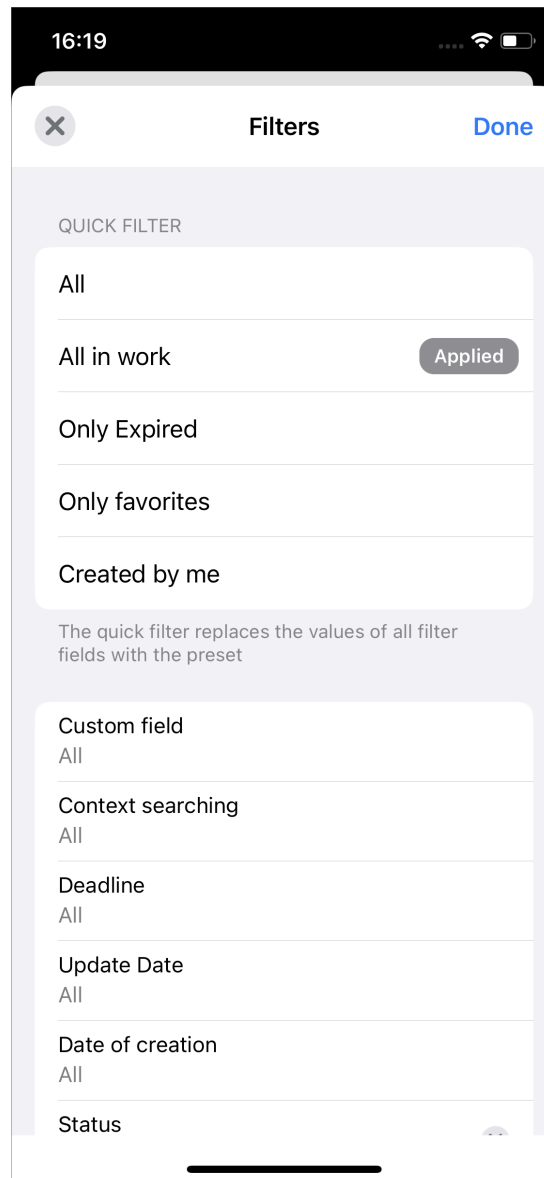 16:19
Filters
Done
QUICK FILTER
All
All in work
Applied
Only Expired
Only favorites
Created by me
The quick filter replaces the values of all filter
fields with the preset
Custom field
All
Context searching
All
Deadline
All
Update Date
All
Date of creation
All
Status